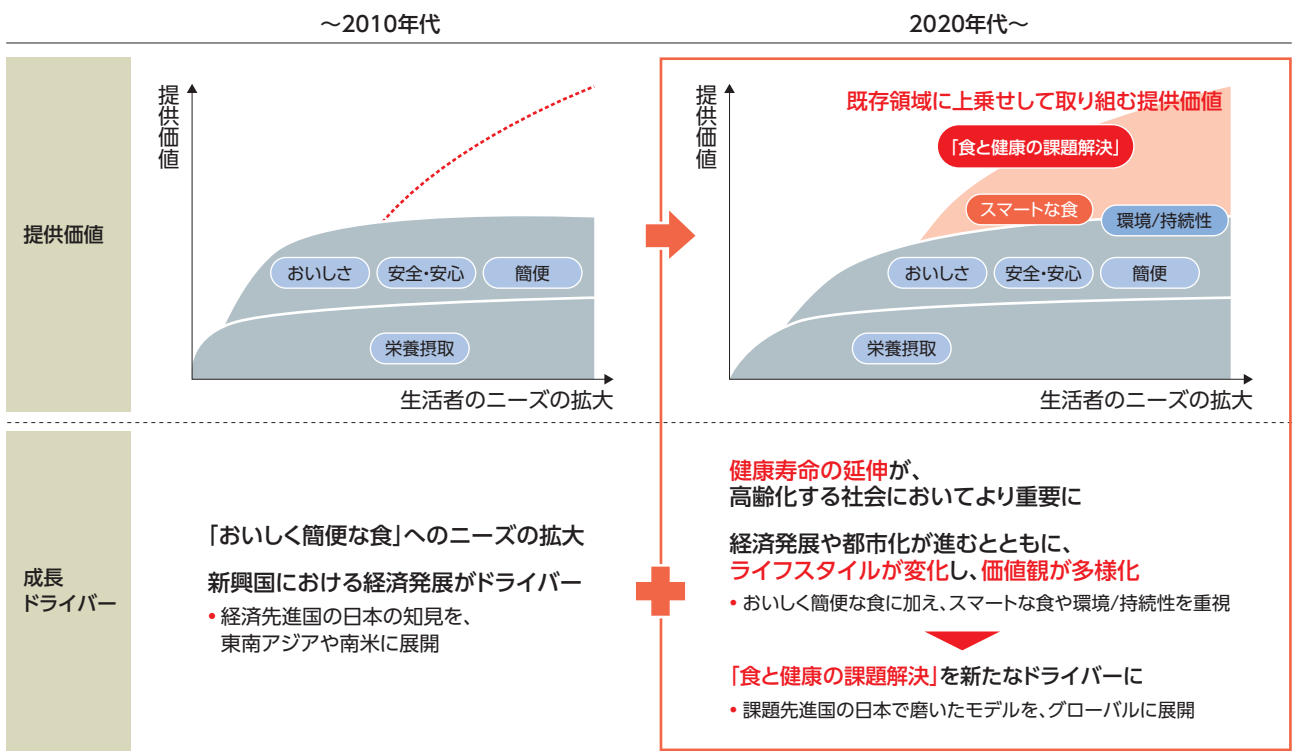 ～2010年代
2020年代～
提供価値
提供価値
おいしさ
安全・安心
簡便
栄養摂取
生活者のニーズの拡大
提供価値
既存領域に上乗せして取り組む提供価値
「食と健康の課題解決」
スマートな食
環境/持続性
おいしさ
安全・安心
簡便
栄養摂取
生活者のニーズの拡大
成長
ドライバー
「おいしく簡便な食」へのニーズの拡大
新興国における経済発展がドライバー
• 経済先進国の日本の知見を、
東南アジアや南米に展開
健康寿命の延伸が、
高齢化する社会においてより重要に
経済発展や都市化が進むとともに、
ライフスタイルが変化し、価値観が多様化
• おいしく簡便な食に加え、スマートな食や環境/持続性を重視
「食と健康の課題解決」を新たなドライバーに
• 課題先進国の日本で磨いたモデルを、グローバルに展開